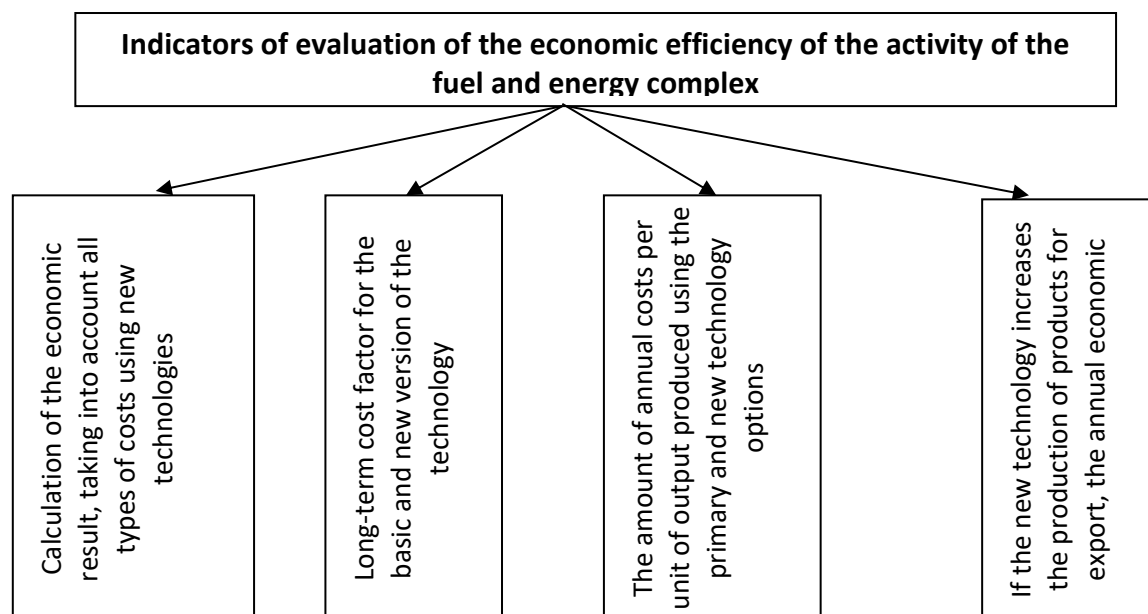 Indicators of evaluation of the economic efficiency of the activity of the
fuel and energy complex
Calculation of the economic
result, taking into account all
types of costs using new
technologies
Long-term cost factor for the
basic and new version of the
technology
The amount of annual costs per
unit of output produced using the
primary and new technology
options
If the new technology increases
the production of products for
export, the annual economic